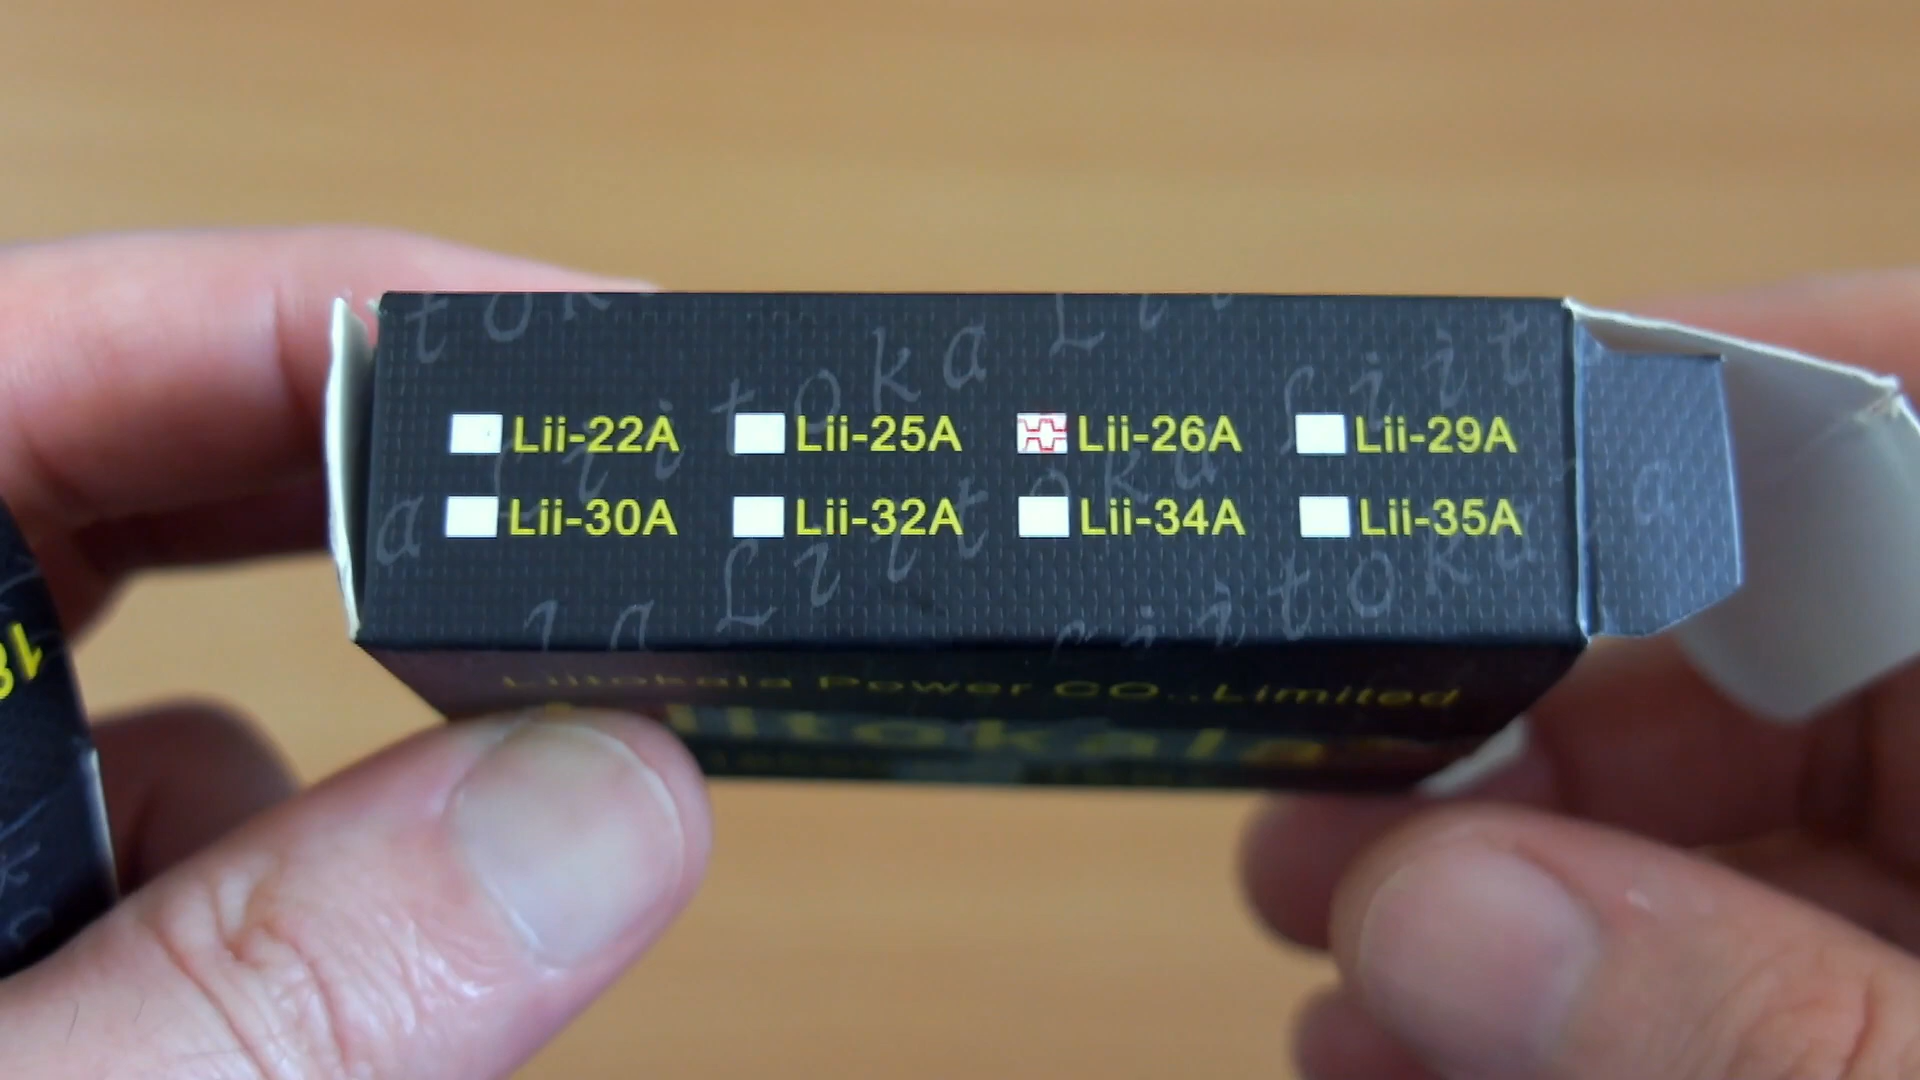 Lii-22A Lii-25A Lii-26A Lii-29A
Lii-30A Lii-32A Lii-34A Lii-35A
Liitokala Power CO.,Limited
Liitokala
18